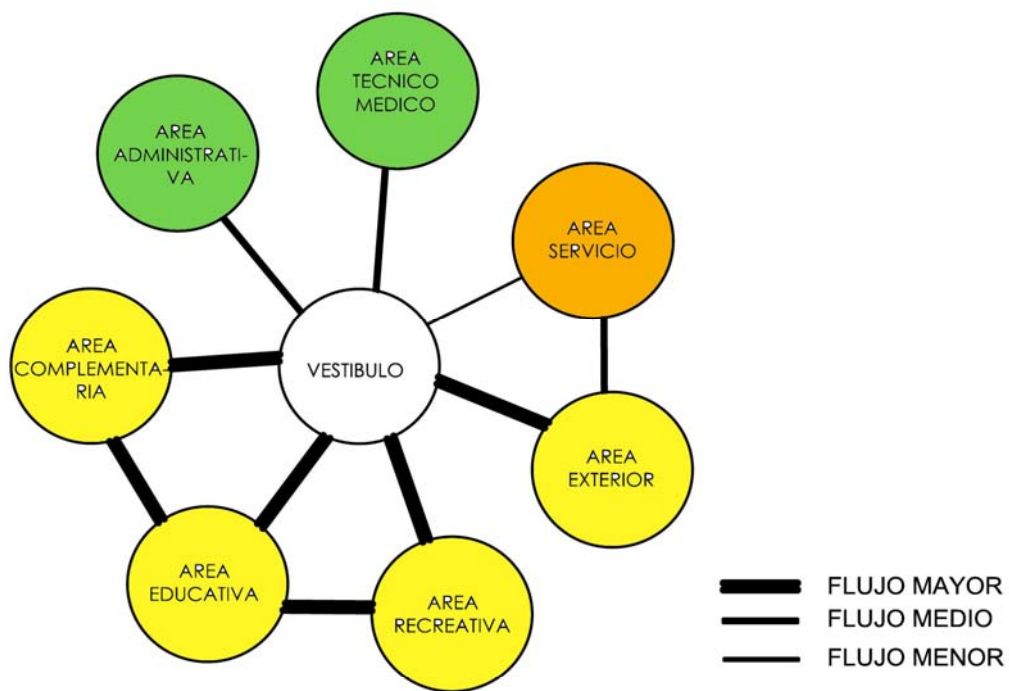 AREA
TECNICO
MEDICO
AREA
ADMINISTRATI-
VA
AREA
SERVICIO
AREA
COMPLEMENTA-
RIA
VESTIBULO
AREA
EXTERIOR
AREA
EDUCATIVA
AREA
RECREATIVA
FLUJO MAYOR
FLUJO MEDIO
FLUJO MENOR